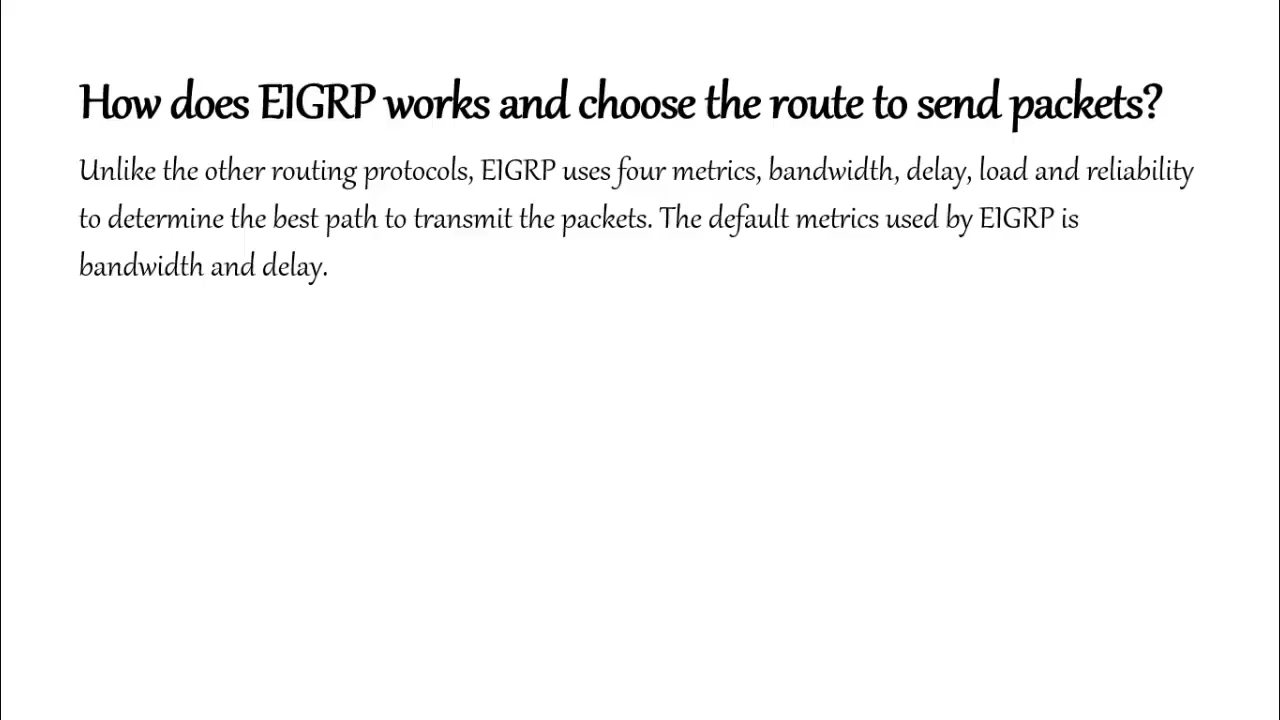 How does EIGRP works and choose the route to send packets?
Unlike the other routing protocols, EIGRP uses four metrics, bandwidth, delay, load and reliability
to determine the best path to transmit the packets. The default metrics used by EIGRP is
bandwidth and delay.